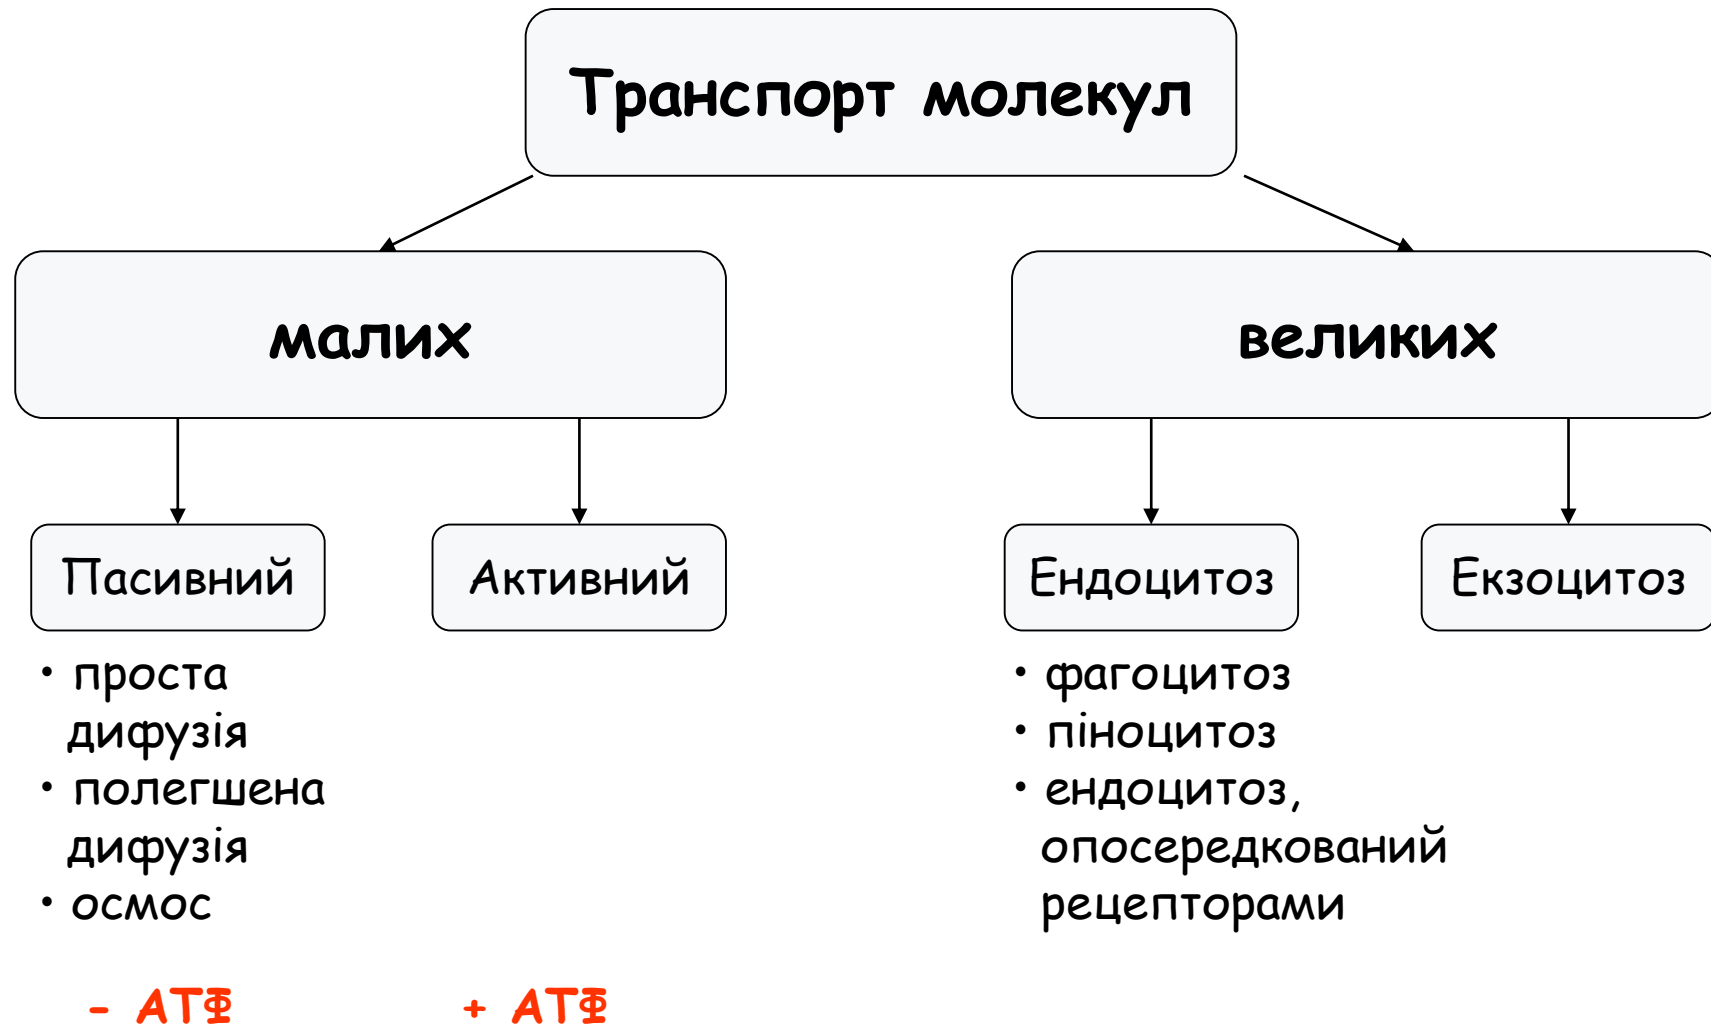 Транспорт молекул
малих
великих
Пасивний
Активний
Ендоцитоз
Екзоцитоз
• проста
дифузія
• полегшена
дифузія
• осмос
• фагоцитоз
• піноцитоз
• ендоцитоз,
опосередкований
рецепторами
- АТФ
+ АТФ